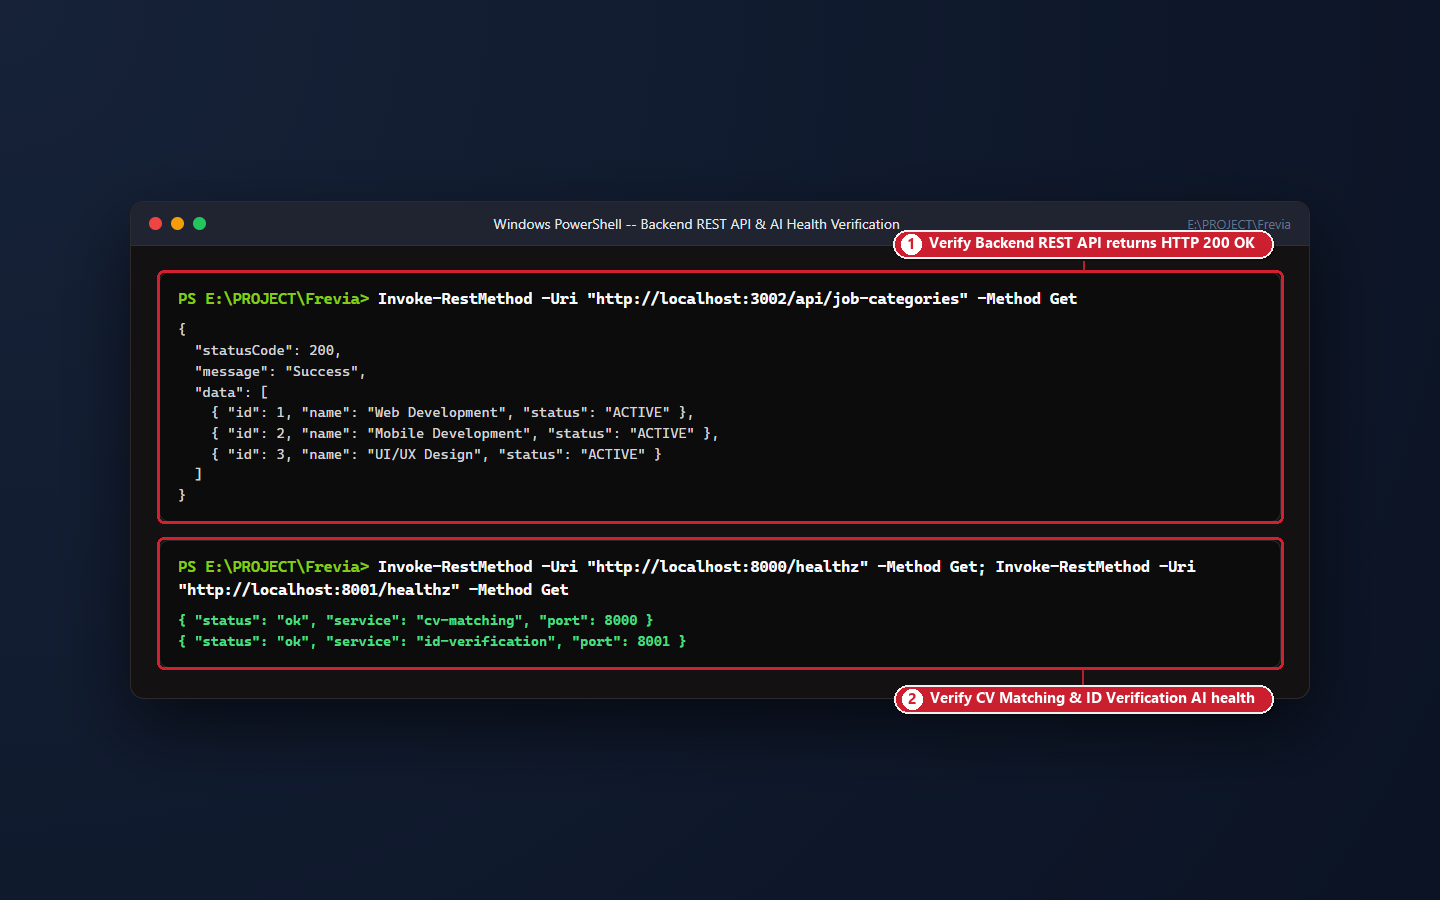 Windows PowerShell -- Backend REST API & AI Health Verification
E:\PROJECT\Frevia
1 Verify Backend REST API returns HTTP 200 OK
PS E:\PROJECT\Frevia> Invoke-RestMethod -Uri "http://localhost:3002/api/job-categories" -Method Get
{
  "statusCode": 200,
  "message": "Success",
  "data": [
    { "id": 1, "name": "Web Development", "status": "ACTIVE" },
    { "id": 2, "name": "Mobile Development", "status": "ACTIVE" },
    { "id": 3, "name": "UI/UX Design", "status": "ACTIVE" }
  ]
}
PS E:\PROJECT\Frevia> Invoke-RestMethod -Uri "http://localhost:8000/healthz" -Method Get; Invoke-RestMethod -Uri
"http://localhost:8001/healthz" -Method Get
{ "status": "ok", "service": "cv-matching", "port": 8000 }
{ "status": "ok", "service": "id-verification", "port": 8001 }
2 Verify CV Matching & ID Verification AI health